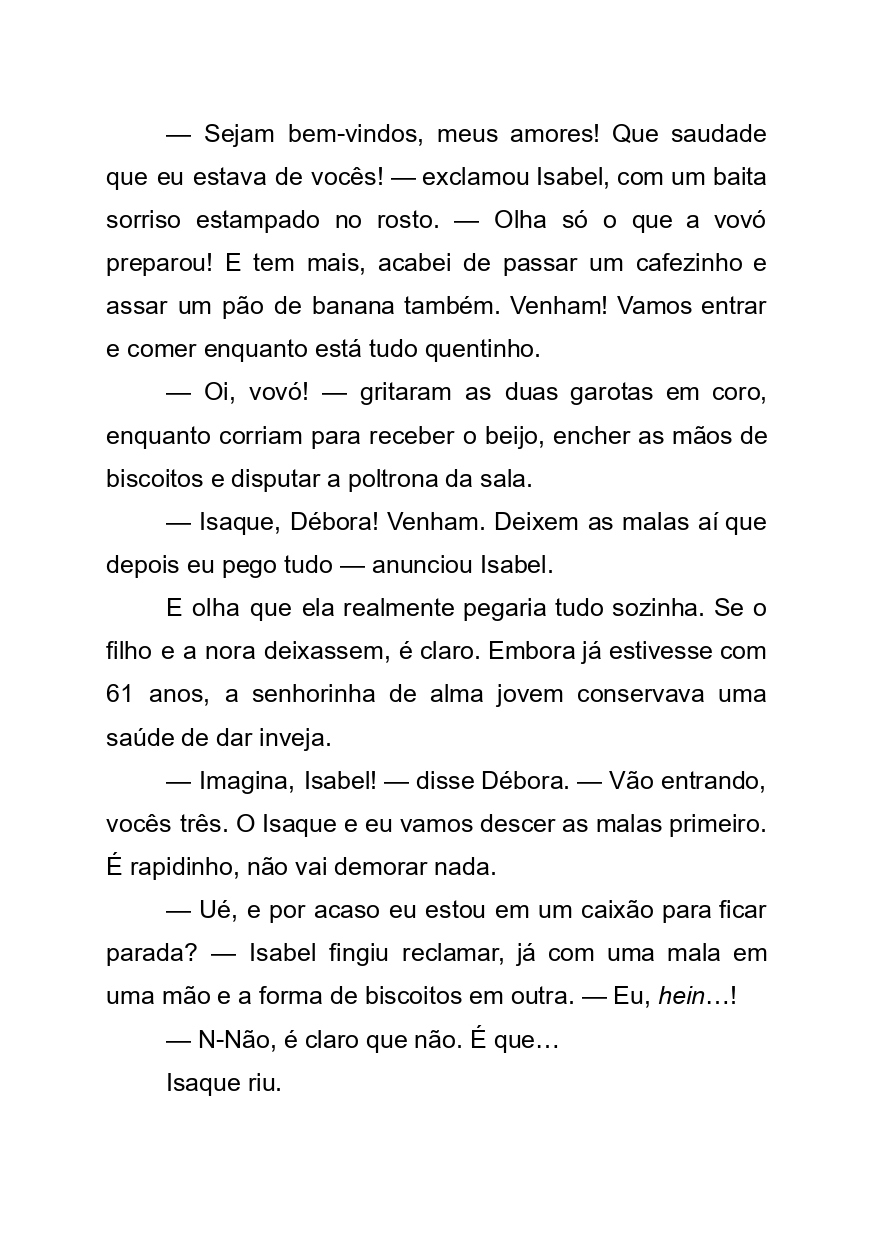 — Sejam bem-vindos, meus amores! Que saudade
que eu estava de vocês! — exclamou Isabel, com um baita
sorriso estampado no rosto. — Olha só o que a vovó
preparou! E tem mais, acabei de passar um cafezinho e
assar um pão de banana também. Venham! Vamos entrar
e comer enquanto está tudo quentinho.
— Oi, vovó! — gritaram as duas garotas em coro,
enquanto corriam para receber o beijo, encher as mãos de
biscoitos e disputar a poltrona da sala.
— Isaque, Débora! Venham. Deixem as malas aí que
depois eu pego tudo — anunciou Isabel.
E olha que ela realmente pegaria tudo sozinha. Se o
filho e a nora deixassem, é claro. Embora já estivesse com
61 anos, a senhorinha de alma jovem conservava uma
saúde de dar inveja.
— Imagina, Isabel! — disse Débora. — Vão entrando,
vocês três. O Isaque e eu vamos descer as malas primeiro.
É rapidinho, não vai demorar nada.
— Ué, e por acaso eu estou em um caixão para ficar
parada? — Isabel fingiu reclamar, já com uma mala em
uma mão e a forma de biscoitos em outra. — Eu, hein…!
— N-Não, é claro que não. É que…
Isaque riu.